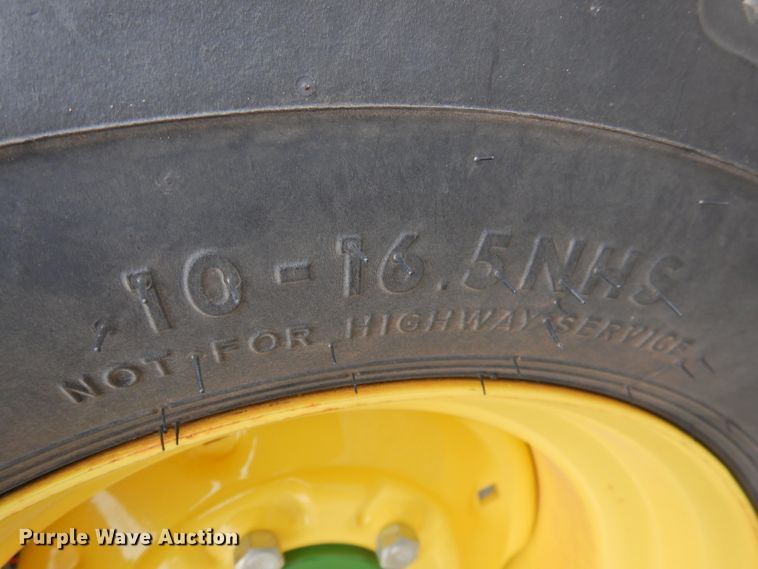 10-16.5NHS
NOT FOR HIGHWAY SERVICE
Purple Wave Auction